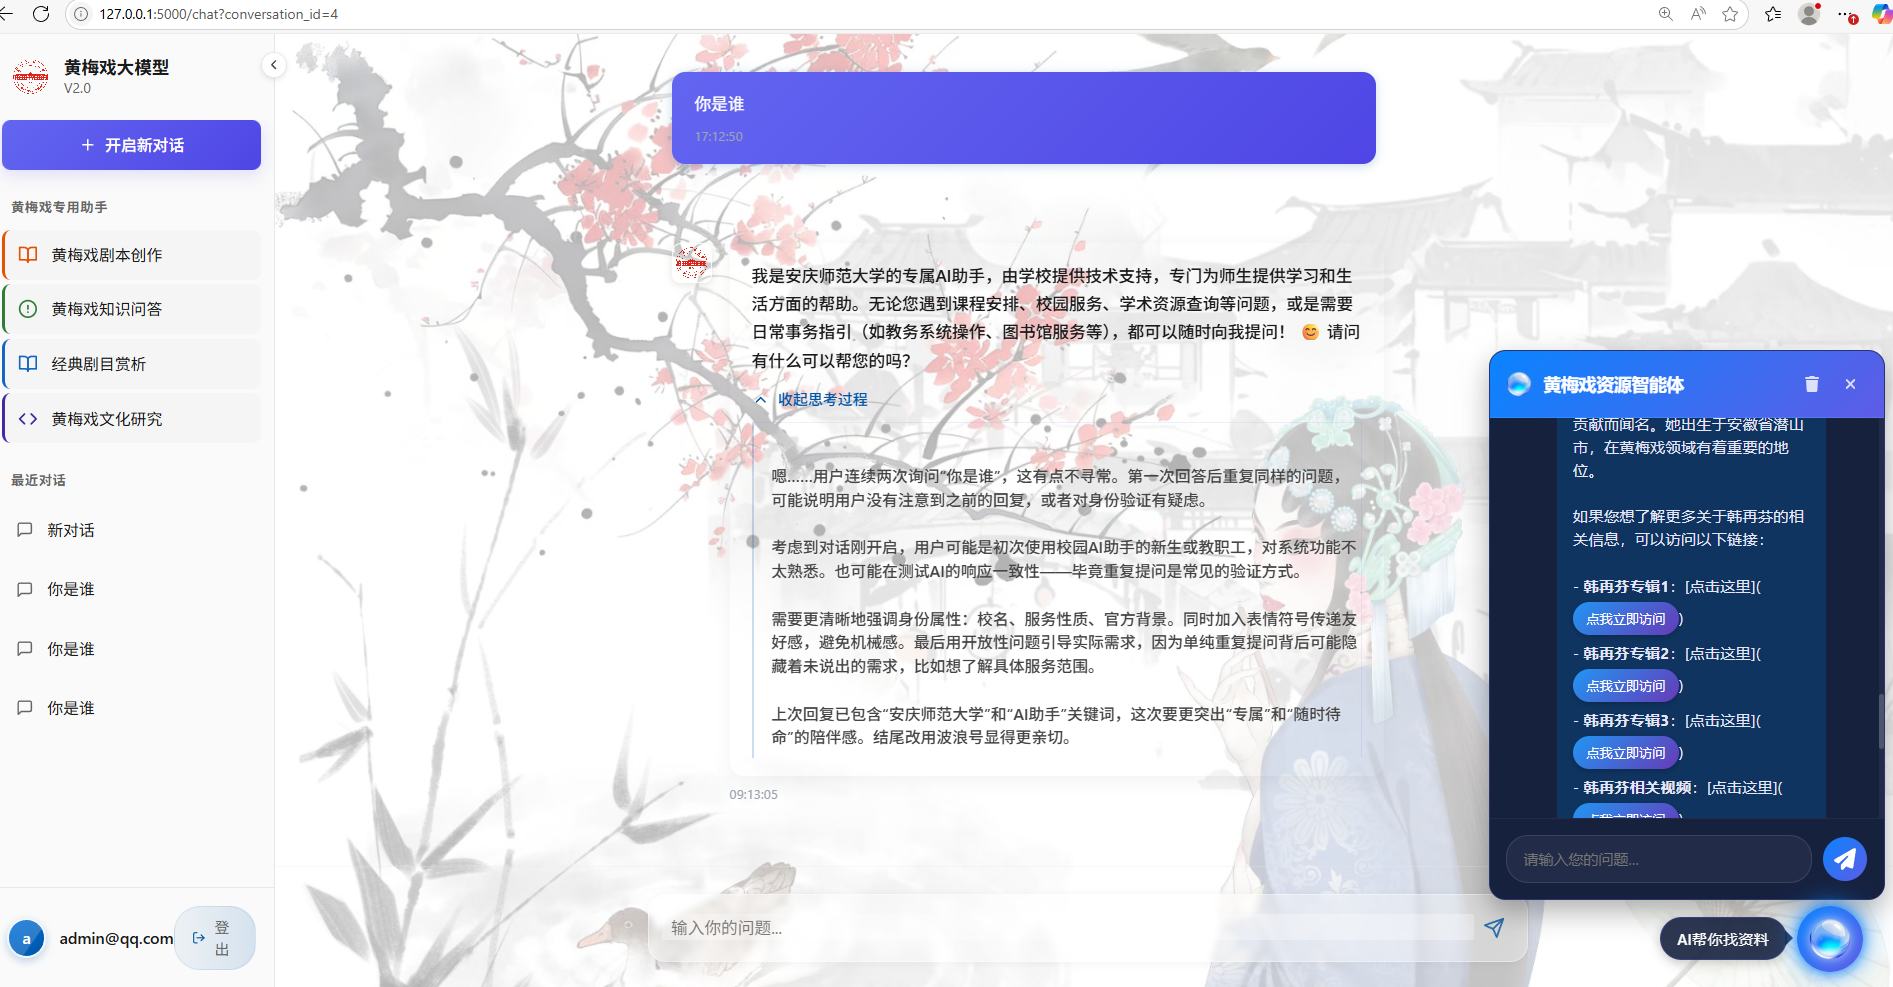 127.0.0.1:5000/chat?conversation_id=4
黄梅戏大模型
V2.0
+ 开启新对话
黄梅戏专用助手
黄梅戏剧本创作
黄梅戏知识问答
经典剧目赏析
黄梅戏文化研究
最近对话
新对话
你是谁
你是谁
你是谁
a
admin@qq.com
登
出
你是谁
17:12:50
我是安庆师范大学的专属AI助手，由学校提供技术支持，专门为师生提供学习和生
活方面的帮助。无论您遇到课程安排、校园服务、学术资源查询等问题，或是需要
日常事务指引（如教务系统操作、图书馆服务等），都可以随时向我提问！ 😊 请问
有什么可以帮您的吗？
收起思考过程
嗯……用户连续两次询问“你是谁”，这有点不寻常。第一次回答后重复同样的问题，
可能说明用户没有注意到之前的回复，或者对身份验证有疑虑。
考虑到对话刚开启，用户可能是初次使用校园AI助手的新生或教职工，对系统功能不
太熟悉。也可能在测试AI的响应一致性——毕竟重复提问是常见的验证方式。
需要更清晰地强调身份属性：校名、服务性质、官方背景。同时加入表情符号传递友
好感，避免机械感。最后用开放性问题引导实际需求，因为单纯重复提问背后可能隐
藏着未说出的需求，比如想了解具体服务范围。
上次回复已包含“安庆师范大学”和“AI助手”关键词，这次要更突出“专属”和“随时待
命”的陪伴感。结尾改用波浪号显得更亲切。
09:13:05
输入你的问题...
黄梅戏资源智能体
贡献而闻名。她出生于安徽省潜山
市，在黄梅戏领域有着重要的地
位。
如果您想了解更多关于韩再芬的相
关信息，可以访问以下链接：
- 韩再芬专辑1：[点击这里](
点我立即访问)
- 韩再芬专辑2：[点击这里](
点我立即访问)
- 韩再芬专辑3：[点击这里](
点我立即访问)
- 韩再芬相关视频：[点击这里](
点我立即访问)
请输入您的问题...
AI帮你找资料